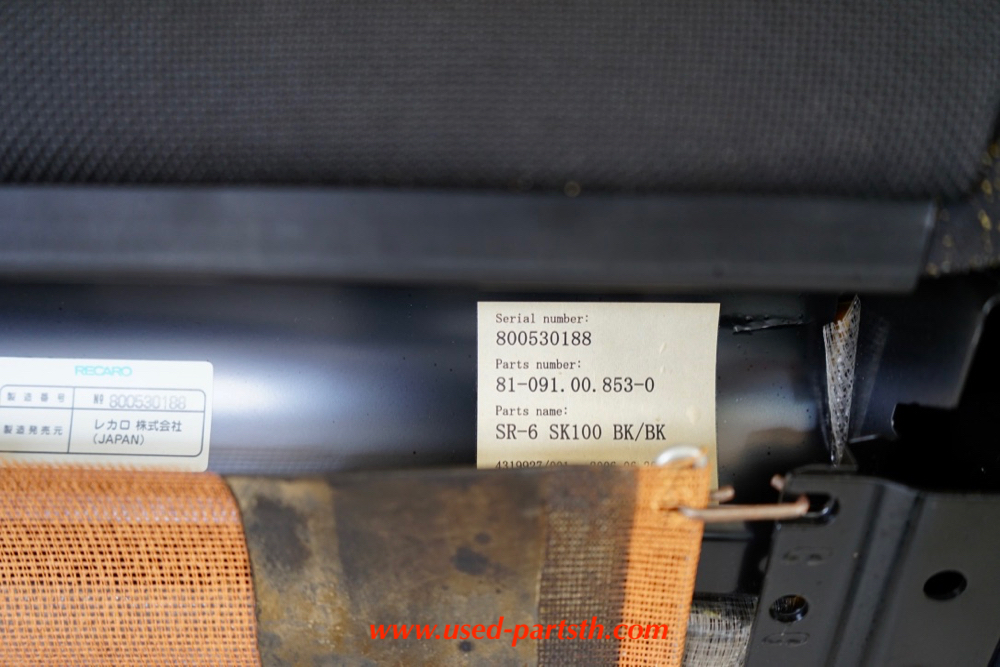 Serial number:
800530188
Parts number:
81-091.00.853-0
Parts name:
SR-6 SK100 BK/BK
RECARO
製造番号
800530188
製造発売元
レカロ 株式会社
(JAPAN)
www.used-partsth.com